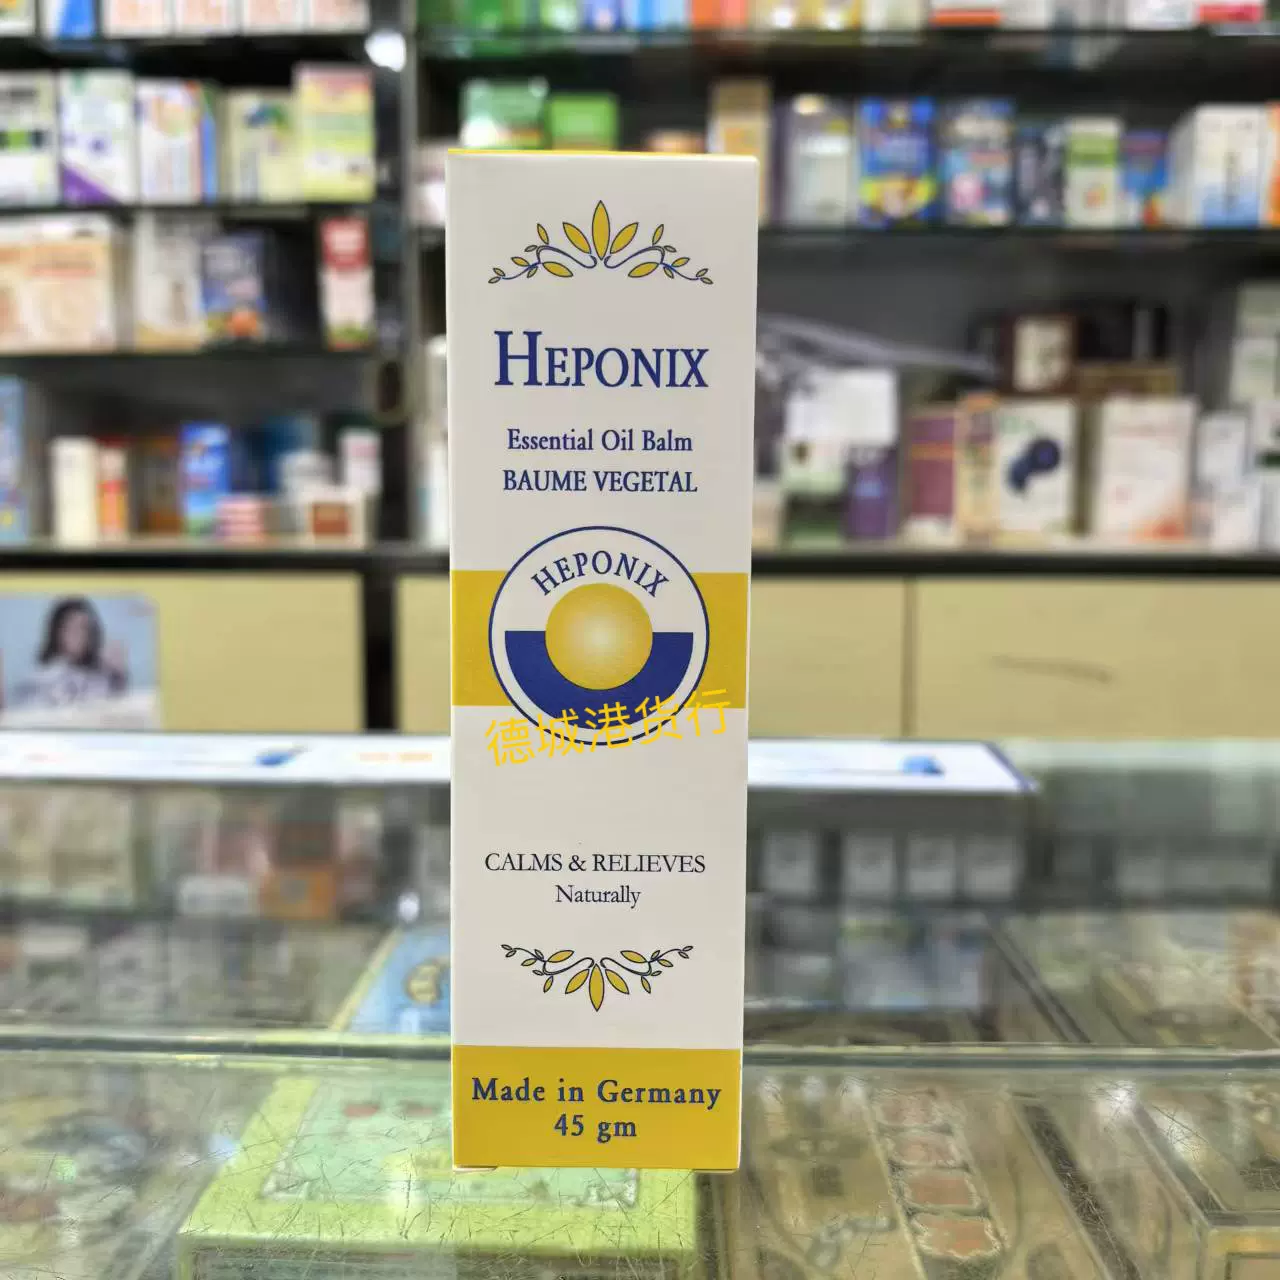 HEPONIX
Essential Oil Balm
BAUME VEGETAL
HEPONIX
德城港货行
CALMS & RELIEVES
Naturally
Made in Germany
45 gm